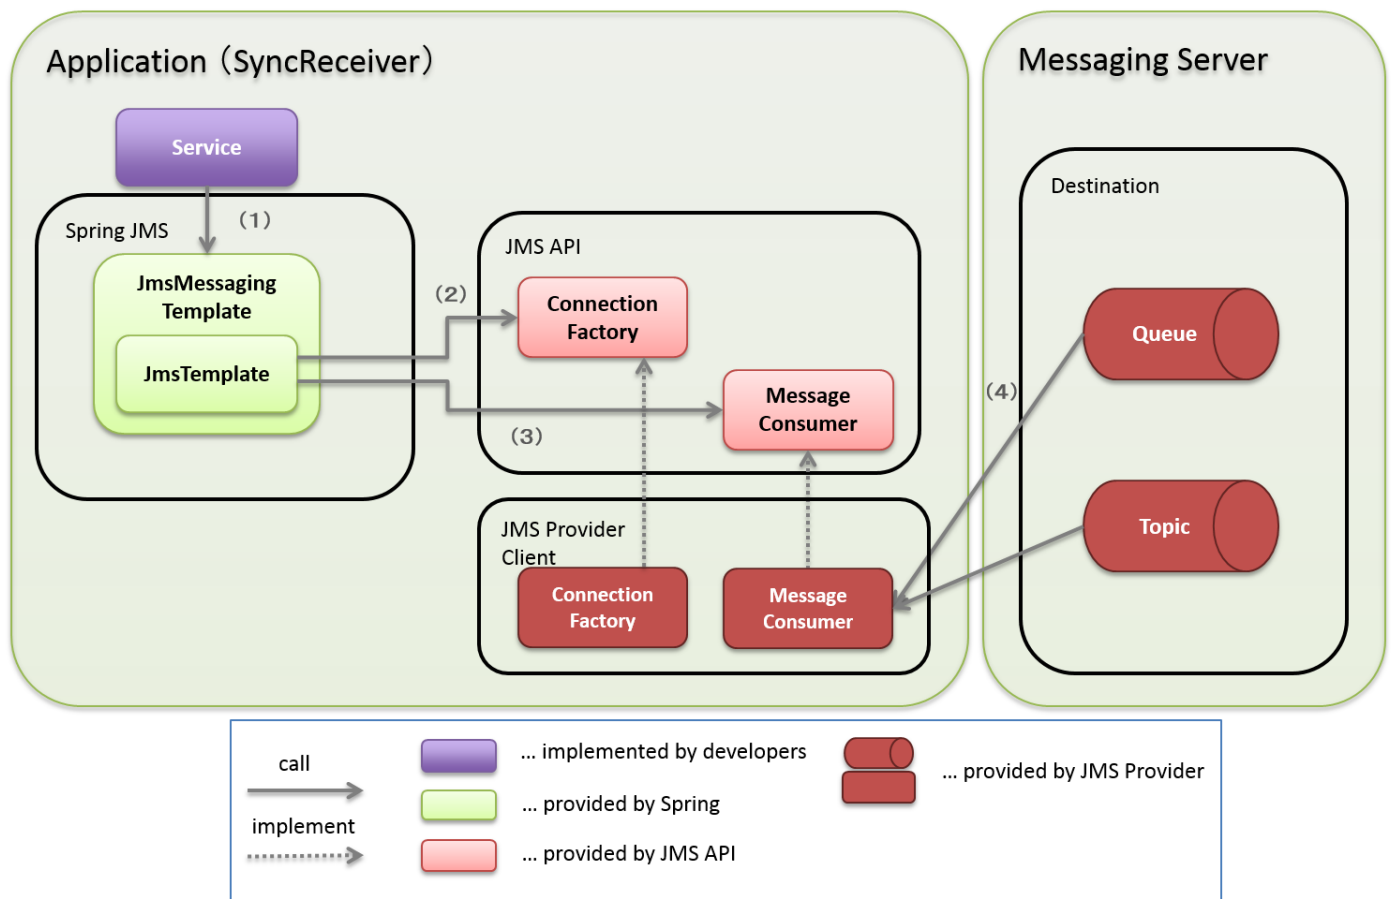 Application（SyncReceiver）
Messaging Server
Service
(1)
Spring JMS
JmsMessaging
Template
JmsTemplate
(2)
(3)
JMS API
Connection
Factory
Message
Consumer
JMS Provider
Client
Connection
Factory
Message
Consumer
(4)
Destination
Queue
Topic
call
implement
... implemented by developers
... provided by Spring
... provided by JMS API
... provided by JMS Provider